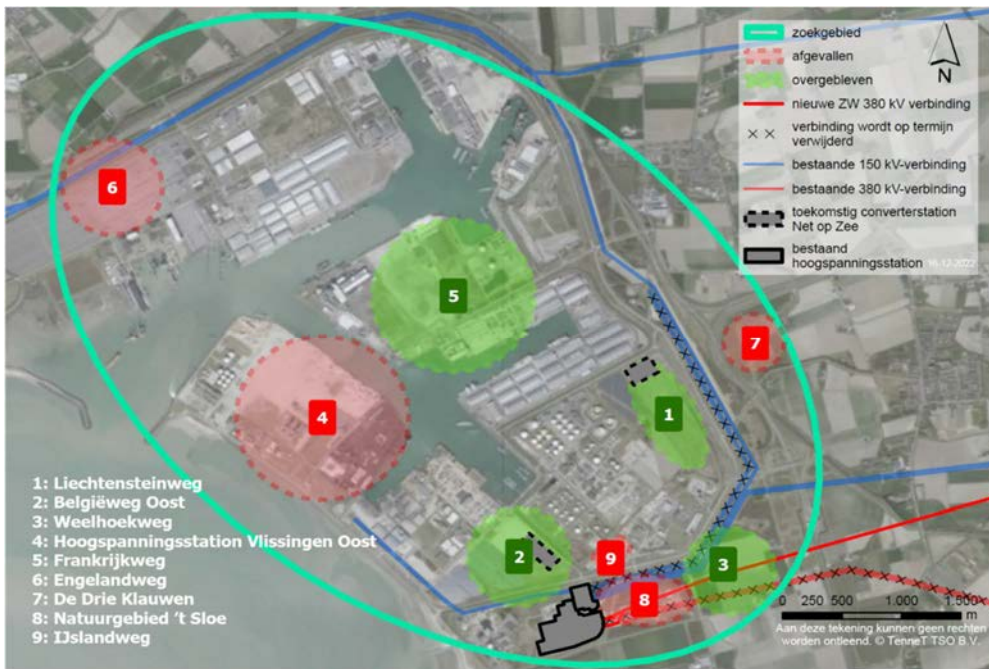 zoekgebied
afgevallen
overgebleven
nieuwe ZW 380 kV verbinding
verbinding wordt op termijn
verwijderd
bestaande 150 kV-verbinding
bestaande 380 kV-verbinding
toekomstig converterstation
Net op Zee
bestaand
hoogspanningsstation
16-12-2022
N
6
5
7
4
1
2
9
3
8
1: Liechtensteinweg
2: Belgiëweg Oost
3: Weelhoekweg
4: Hoogspanningsstation Vlissingen Oost
5: Frankrijkweg
6: Engelandweg
7: De Drie Klauwen
8: Natuurgebied 't Sloe
9: IJslandweg
0 250 500 1.000 1.500
m
Aan deze tekening kunnen geen rechten
worden ontleend. © TenneT TSO B.V.